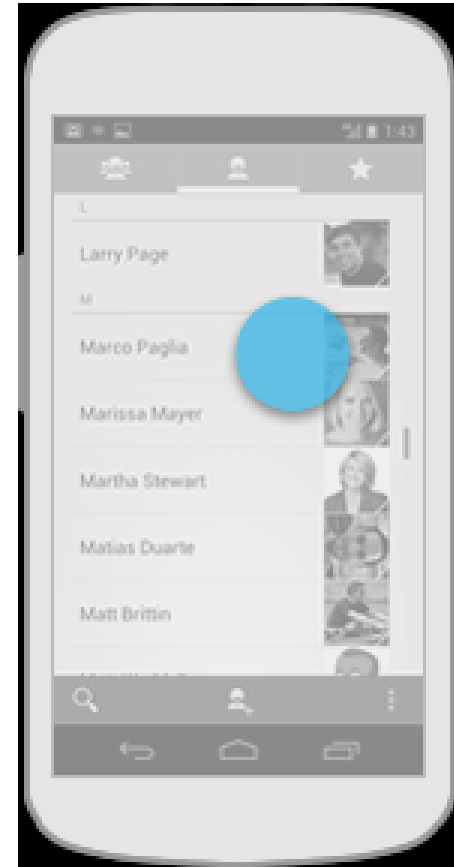 1:43
L
Larry Page
M
Marco Paglia
Marissa Mayer
Martha Stewart
Matias Duarte
Matt Brittin